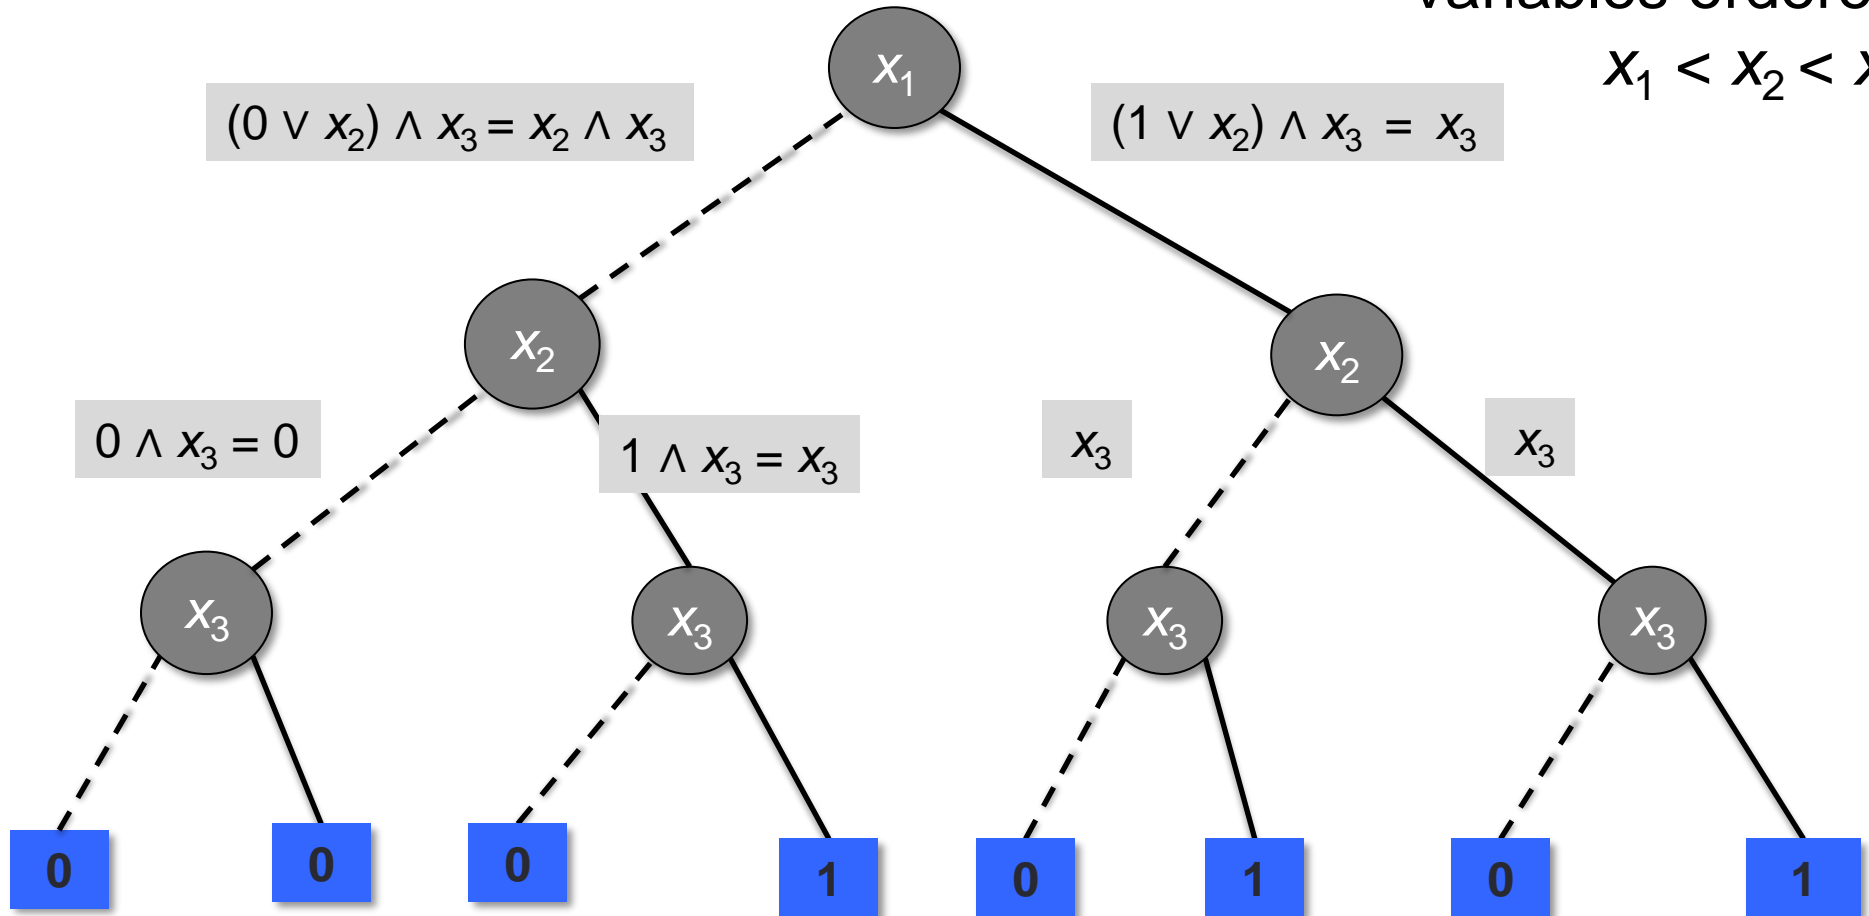 x₁ < x₂ <
x₁
(0 ∨ x₂) ∧ x₃ = x₂ ∧ x₃
(1 ∨ x₂) ∧ x₃ = x₃
x₂
x₂
0 ∧ x₃ = 0
1 ∧ x₃ = x₃
x₃
x₃
x₃
x₃
x₃
x₃
0
0
0
1
0
1
0
1